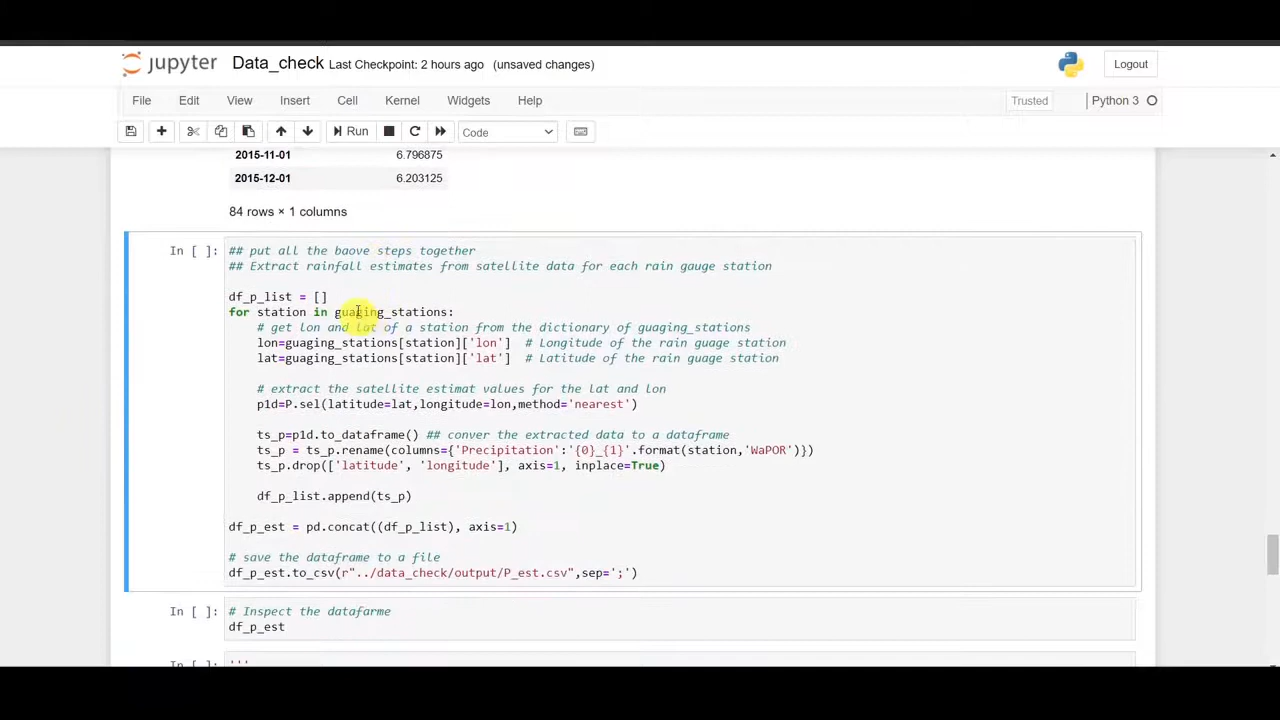 jupyter Data_check Last Checkpoint: 2 hours ago (unsaved changes) Logout
File Edit View Insert Cell Kernel Widgets Help Trusted Python 3
Run Code
2015-11-01 6.796875
2015-12-01 6.203125
84 rows × 1 columns
In [ ]: ## put all the baove steps together
## Extract rainfall estimates from satellite data for each rain gauge station
df_p_list = []
for station in guaging_stations:
# get lon and lat of a station from the dictionary of guaging_stations
lon=guaging_stations[station]['lon'] # Longitude of the rain guage station
lat=guaging_stations[station]['lat'] # Latitude of the rain guage station
# extract the satellite estimat values for the lat and lon
p1d=P.sel(latitude=lat,longitude=lon,method='nearest')
ts_p=p1d.to_dataframe() ## conver the extracted data to a dataframe
ts_p = ts_p.rename(columns={'Precipitation':'{0}_{1}'.format(station,'WaPOR')})
ts_p.drop(['latitude', 'longitude'], axis=1, inplace=True)
df_p_list.append(ts_p)
df_p_est = pd.concat((df_p_list), axis=1)
# save the dataframe to a file
df_p_est.to_csv(r"../data_check/output/P_est.csv",sep=';')
In [ ]: # Inspect the datafarme
df_p_est
In [ ]: '''